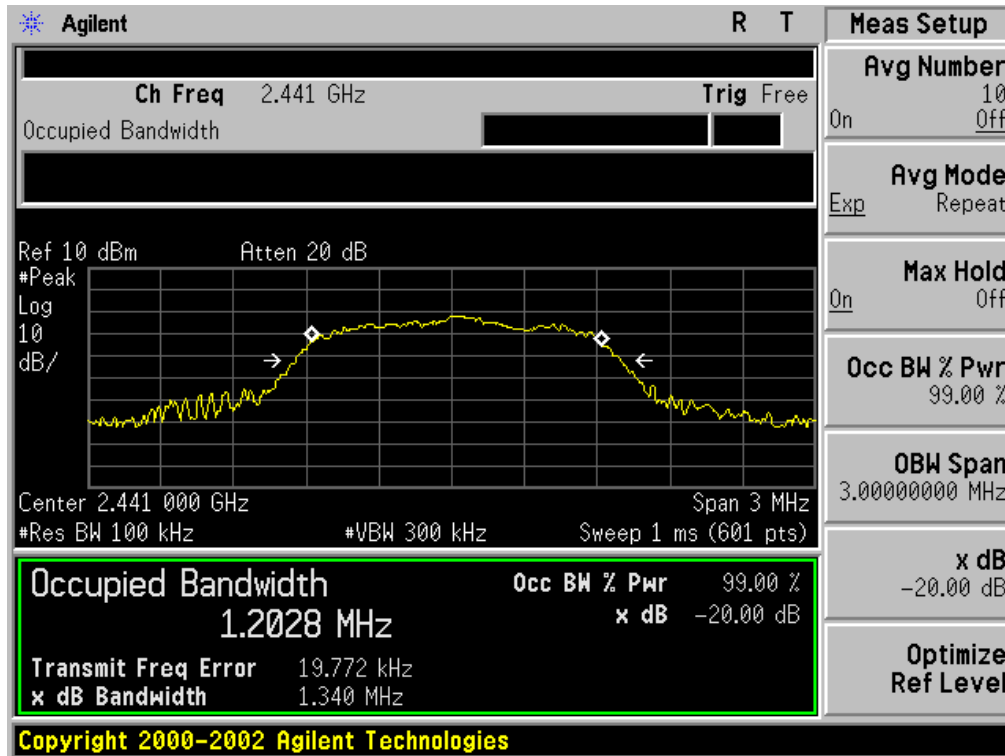 Agilent R T
Ch Freq 2.441 GHz Trig Free
Occupied Bandwidth
Ref 10 dBm Atten 20 dB
#Peak
Log
10
dB/
Center 2.441 000 GHz Span 3 MHz
#Res BW 100 kHz #VBW 300 kHz Sweep 1 ms (601 pts)
Occupied Bandwidth
1.2028 MHz
Occ BW % Pwr 99.00 %
x dB -20.00 dB
Transmit Freq Error 19.772 kHz
x dB Bandwidth 1.340 MHz
Copyright 2000-2002 Agilent Technologies
Meas Setup
Avg Number
10
On Off
Avg Mode
Exp Repeat
Max Hold
On Off
Occ BW % Pwr
99.00 %
OBW Span
3.00000000 MHz
x dB
-20.00 dB
Optimize
Ref Level